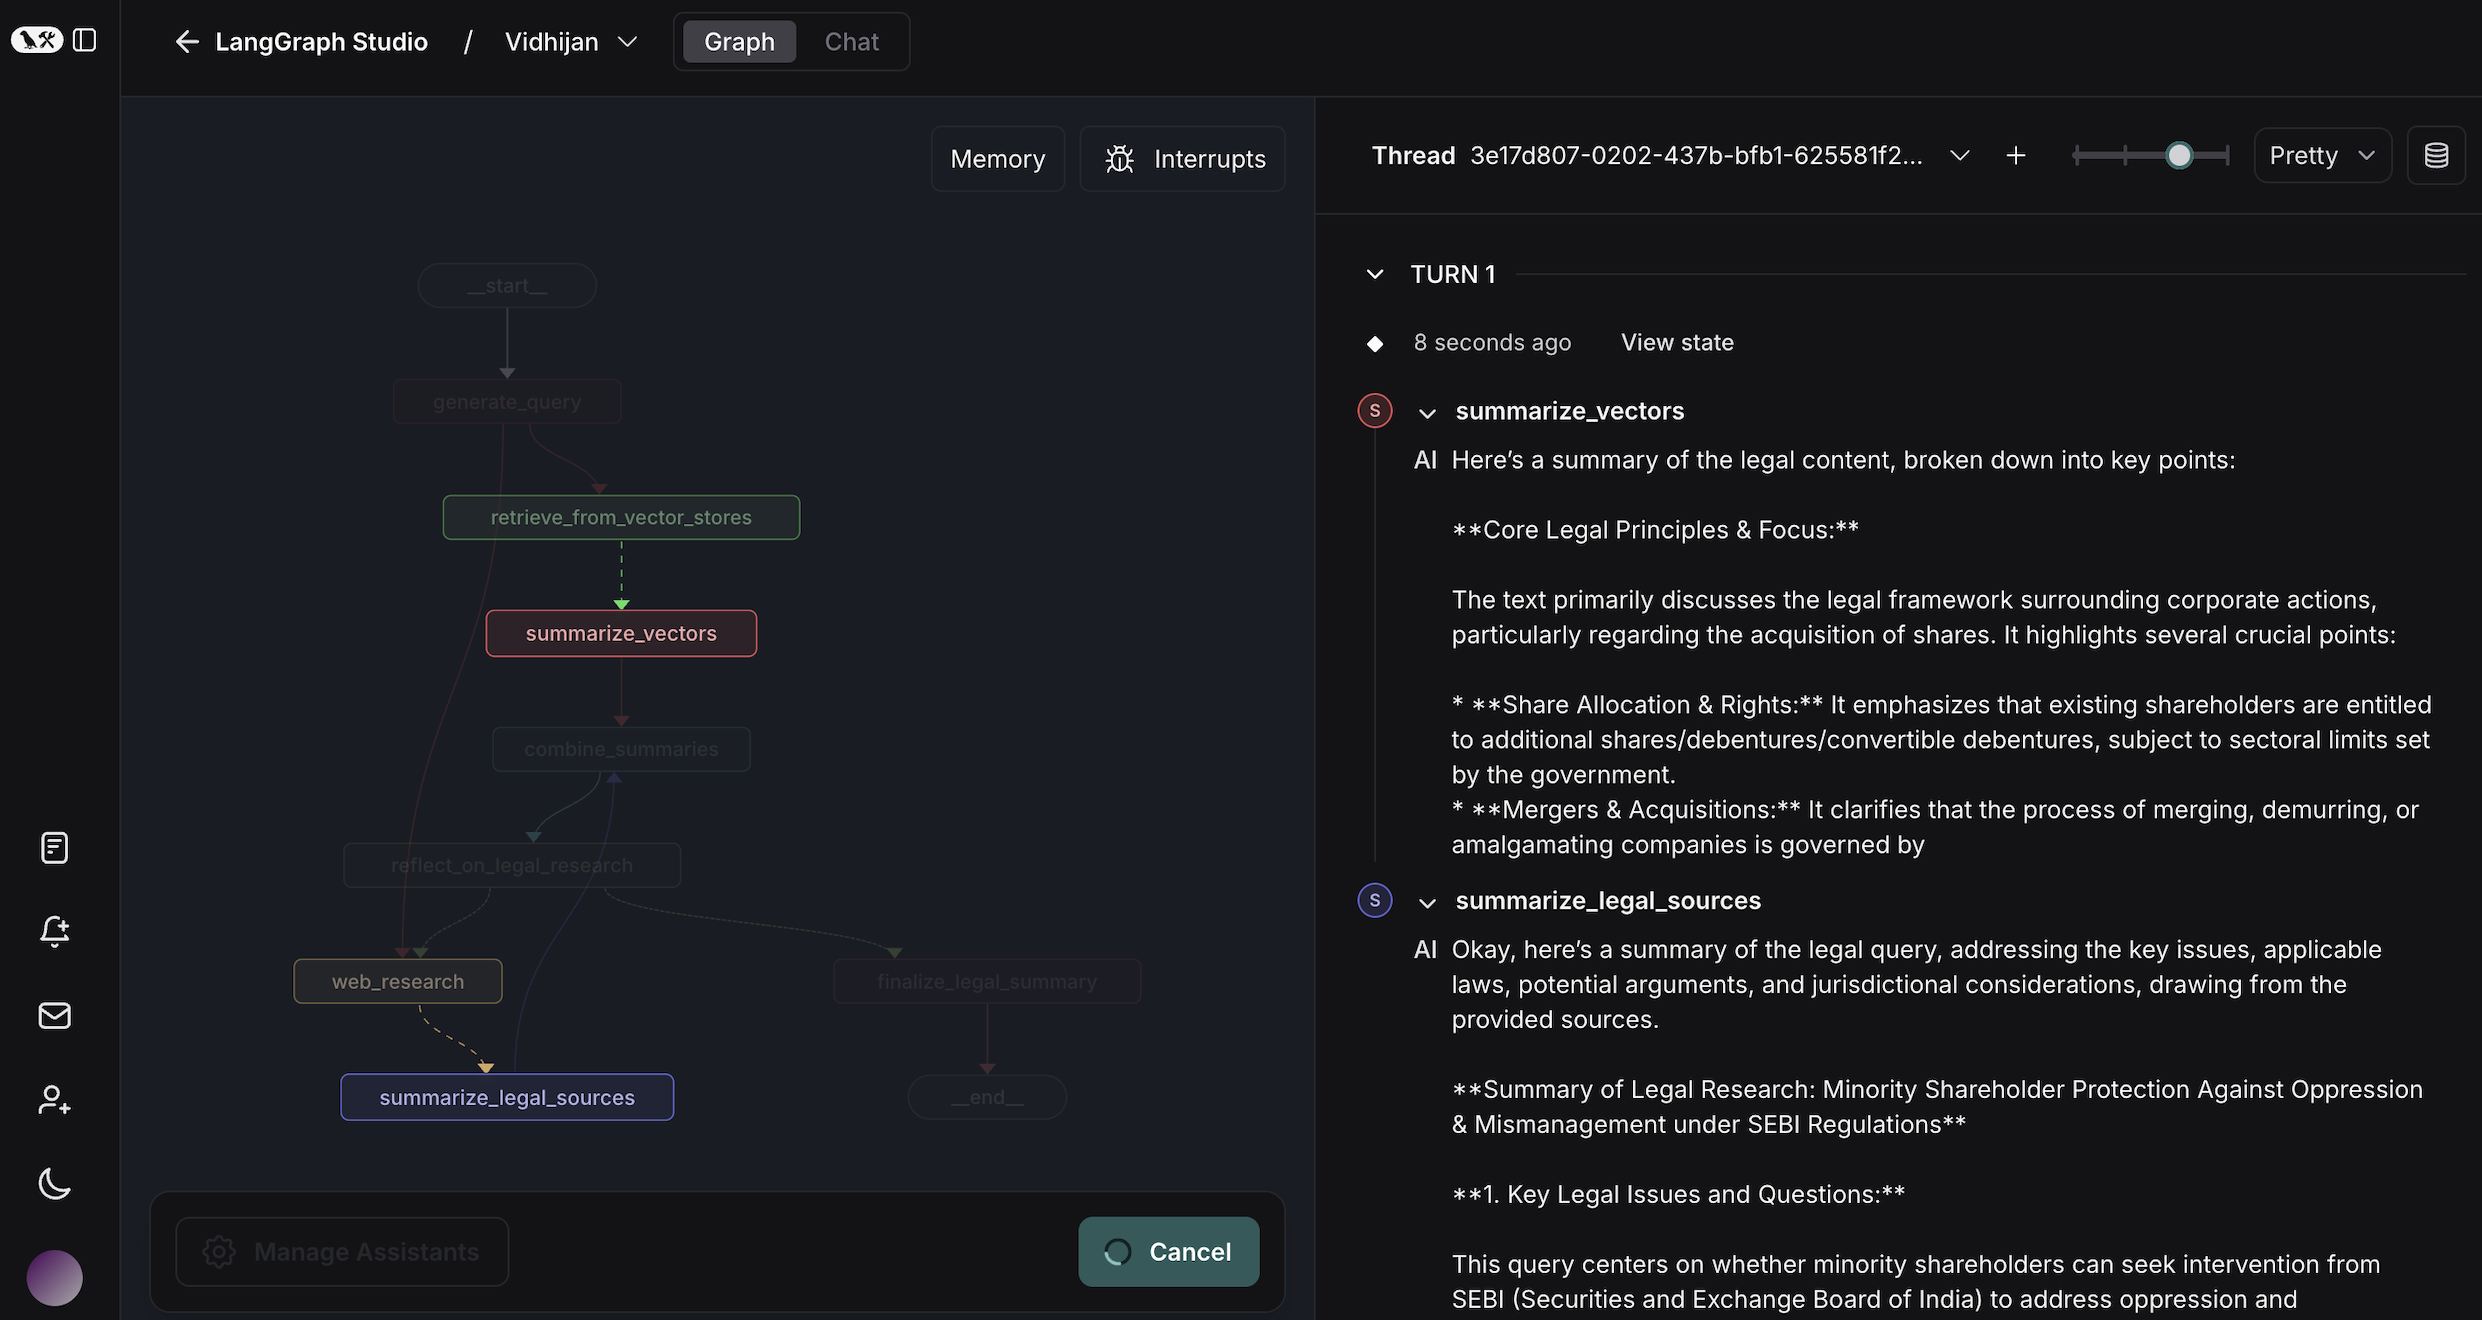 LangGraph Studio / Vidhijan
Graph Chat
Memory
Interrupts
__start__
generate_query
retrieve_from_vector_stores
summarize_vectors
combine_summaries
reflect_on_legal_research
web_research
finalize_legal_summary
summarize_legal_sources
__end__
Manage Assistants
Cancel
Thread 3e17d807-0202-437b-bfb1-625581f2...
Pretty
TURN 1
8 seconds ago View state
S summarize_vectors
AI Here’s a summary of the legal content, broken down into key points:
**Core Legal Principles & Focus:**
The text primarily discusses the legal framework surrounding corporate actions,
particularly regarding the acquisition of shares. It highlights several crucial points:
* **Share Allocation & Rights:** It emphasizes that existing shareholders are entitled
to additional shares/debentures/convertible debentures, subject to sectoral limits set
by the government.
* **Mergers & Acquisitions:** It clarifies that the process of merging, demurring, or
amalgamating companies is governed by
S summarize_legal_sources
AI Okay, here’s a summary of the legal query, addressing the key issues, applicable
laws, potential arguments, and jurisdictional considerations, drawing from the
provided sources.
**Summary of Legal Research: Minority Shareholder Protection Against Oppression
& Mismanagement under SEBI Regulations**
**1. Key Legal Issues and Questions:**
This query centers on whether minority shareholders can seek intervention from
SEBI (Securities and Exchange Board of India) to address oppression and